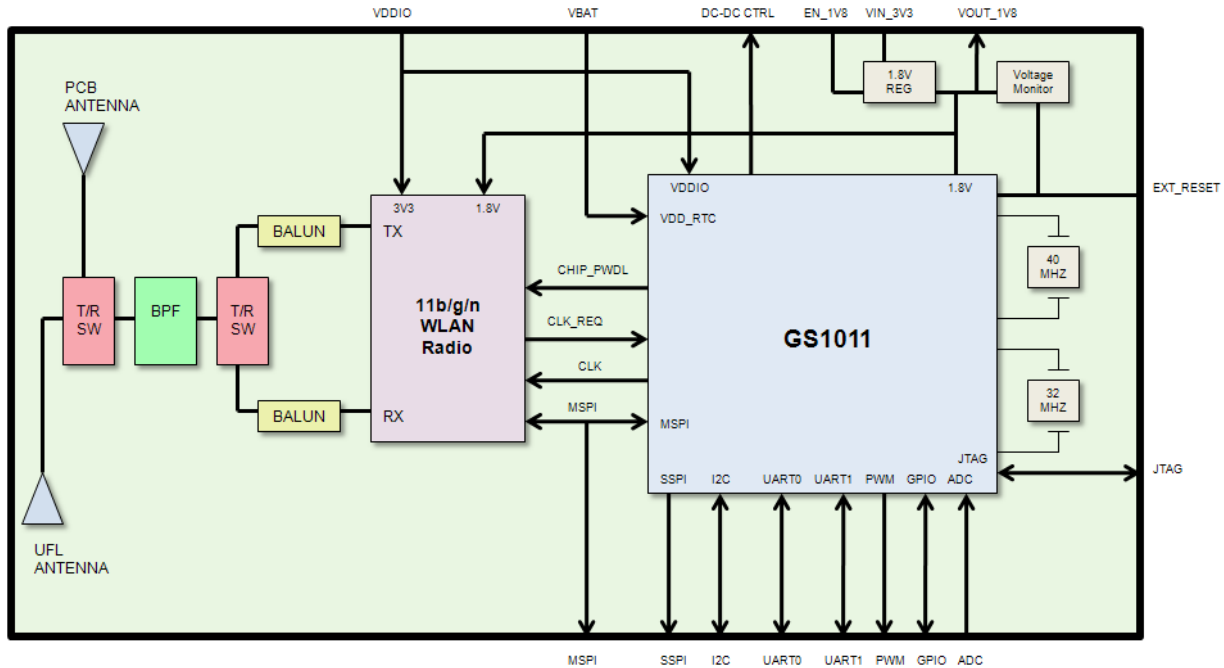 VDDIO
VBAT
DC-DC CTRL
EN_1V8
VIN_3V3
VOUT_1V8
PCB
ANTENNA
1.8V
REG
Voltage
Monitor
EXT_RESET
3V3
1.8V
VDDIO
1.8V
BALUN
TX
VDD_RTC
T/R
SW
BPF
T/R
SW
11b/g/n
WLAN
Radio
CHIP_PWDL
CLK_REQ
CLK
MSPI
GS1011
40
MHZ
32
MHZ
BALUN
RX
MSPI
JTAG
JTAG
SSPI
I2C
UART0
UART1
PWM
GPIO
ADC
UFL
ANTENNA
MSPI
SSPI
I2C
UART0
UART1
PWM
GPIO
ADC